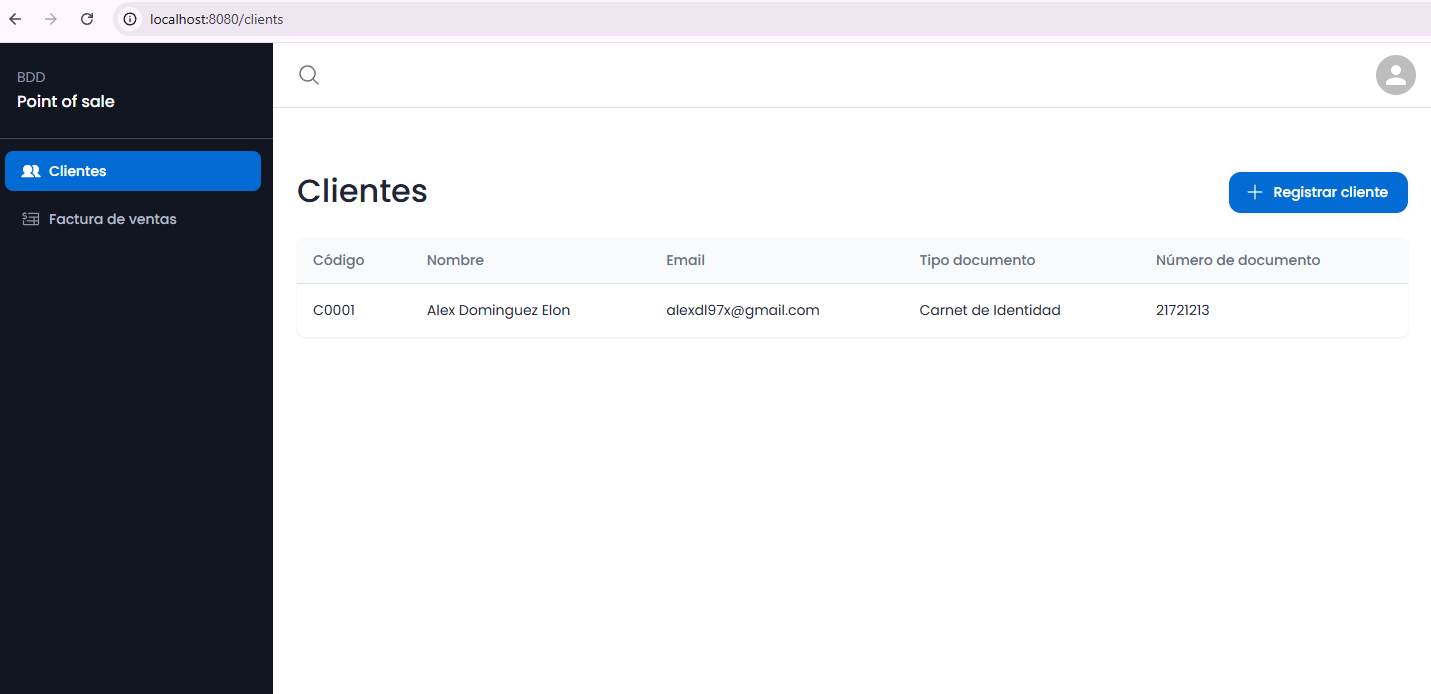 localhost:8080/clients
BDD
Point of sale
Clientes
Factura de ventas
Clientes
Registrar cliente
Código Nombre Email Tipo documento Número de documento
C0001 Alex Dominguez Elon alexdl97x@gmail.com Carnet de Identidad 21721213